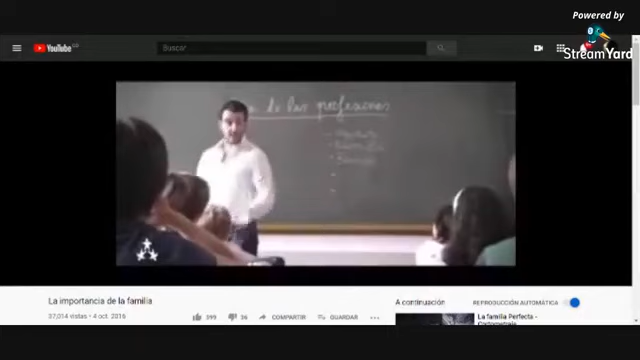 Powered by
StreamYard
YouTube
Buscar
de las profesiones
La importancia de la familia
37,014 vistas • 4 oct. 2016
399
36
COMPARTIR
GUARDAR
A continuación
REPRODUCCIÓN AUTOMÁTICA
La familia Perfecta -
Cortometraje